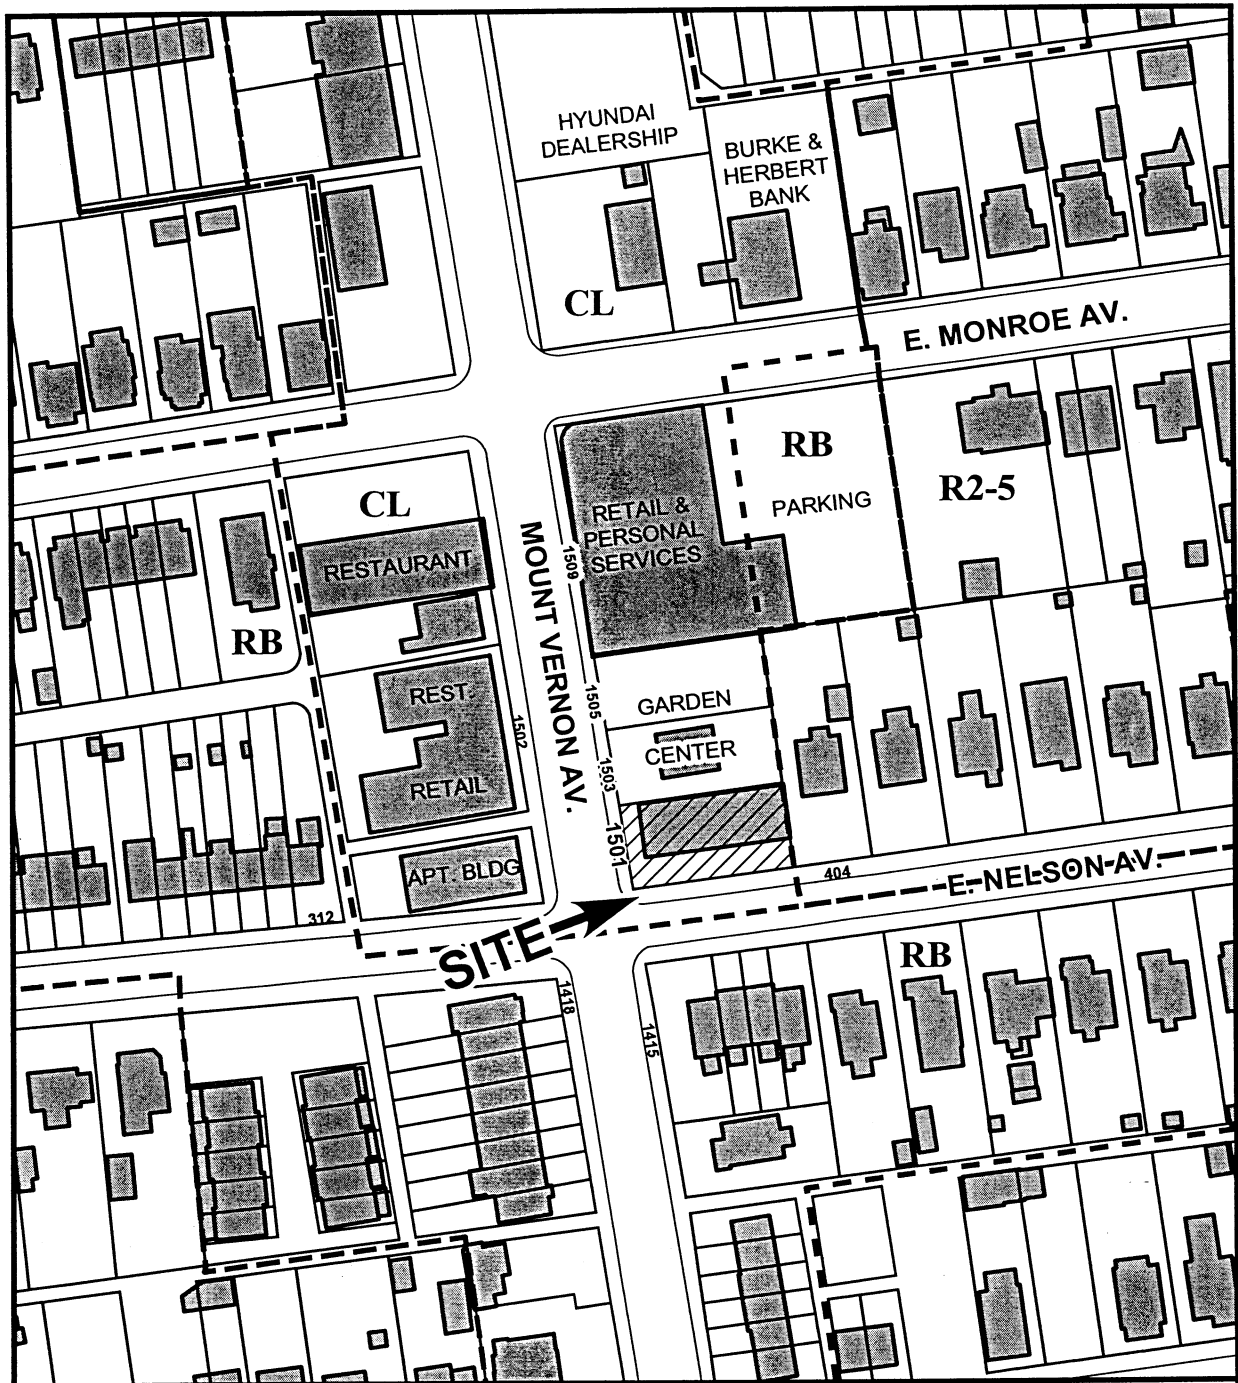 HYUNDAI
DEALERSHIP
BURKE &
HERBERT
BANK
CL
E. MONROE AV.
RB
PARKING
R2-5
CL
RESTAURANT
RETAIL &
PERSONAL
SERVICES
1509
MOUNT VERNON AV.
RB
REST.
RETAIL
1502
1505
GARDEN
CENTER
1503
1501
APT. BLDG
312
404
E. NELSON AV.
SITE
RB
1418
1415